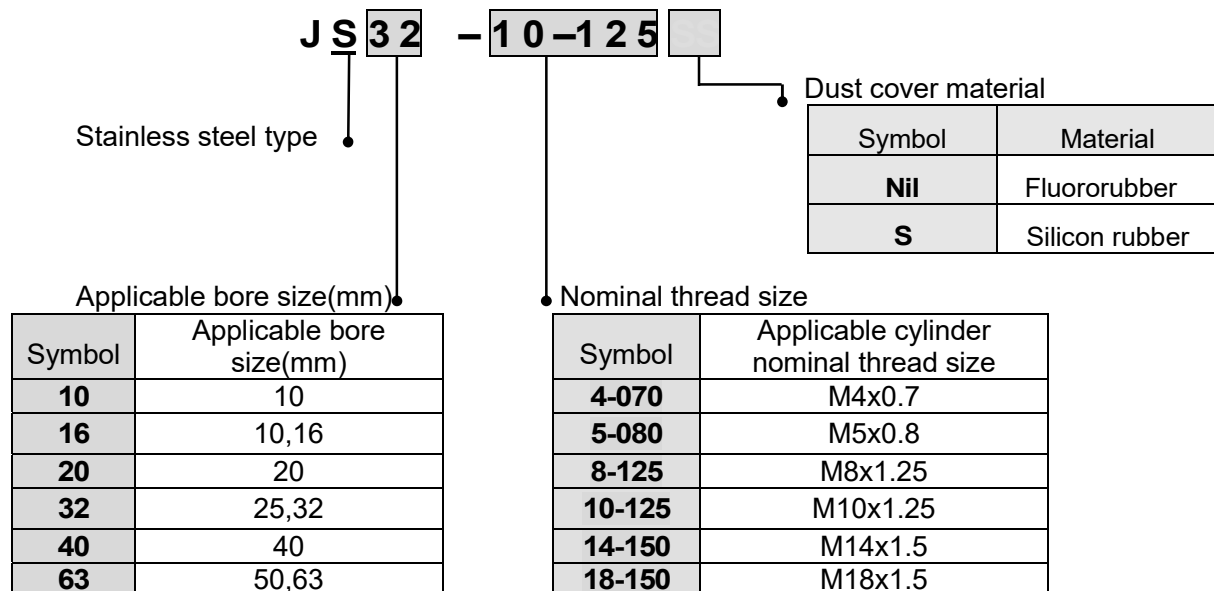 J S 3 2 – 1 0 – 1 2 5 SS
Dust cover material
Stainless steel type
Symbol Material
Nil Fluororubber
S Silicon rubber
Applicable bore size(mm)
Symbol Applicable bore size(mm)
10 10
16 10,16
20 20
32 25,32
40 40
63 50,63
Nominal thread size
Symbol Applicable cylinder nominal thread size
4-070 M4x0.7
5-080 M5x0.8
8-125 M8x1.25
10-125 M10x1.25
14-150 M14x1.5
18-150 M18x1.5